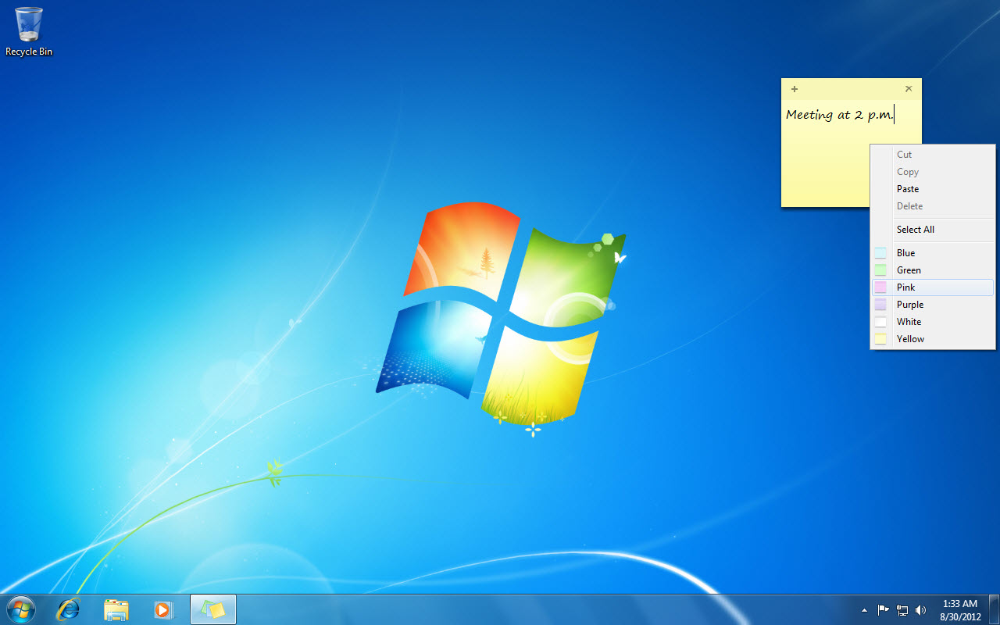 Recycle Bin
Meeting at 2 p.m.
Cut
Copy
Paste
Delete
Select All
Blue
Green
Pink
Purple
White
Yellow
1:33 AM
8/30/2012